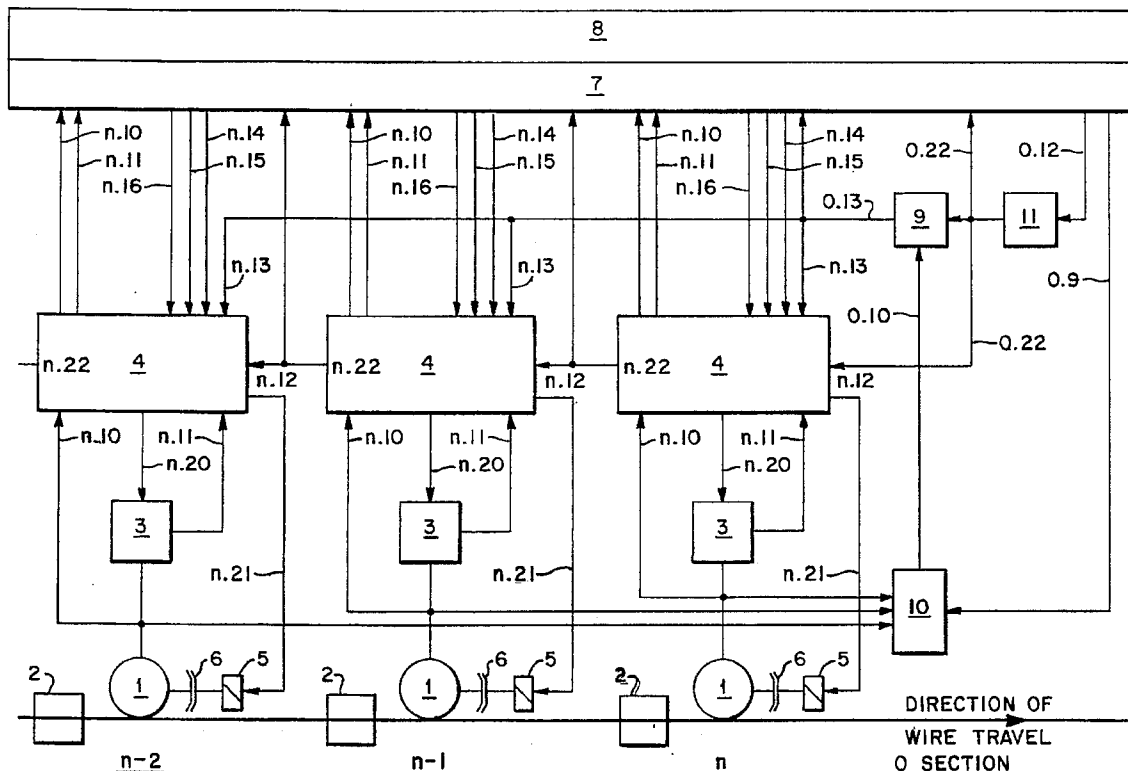 8
7
n.10 n.14 n.10 n.14 n.10 n.14
n.11 n.15 n.11 n.15 n.11 n.15 0.22 0.12
n.16 n.16 n.16
0.13 9 11
n.13 n.13 n.13 0.9
0.10
n.22 4 n.22 4 n.22 4 0.22
n.12 n.12 n.12
n.10 n.11 n.10 n.11 n.10 n.11
n.20 n.20 n.20
3 3 3
n.21 n.21 n.21
10
2 1 6 5 2 1 6 5 2 1 6 5
DIRECTION OF
WIRE TRAVEL
n-2 n-1 n O SECTION